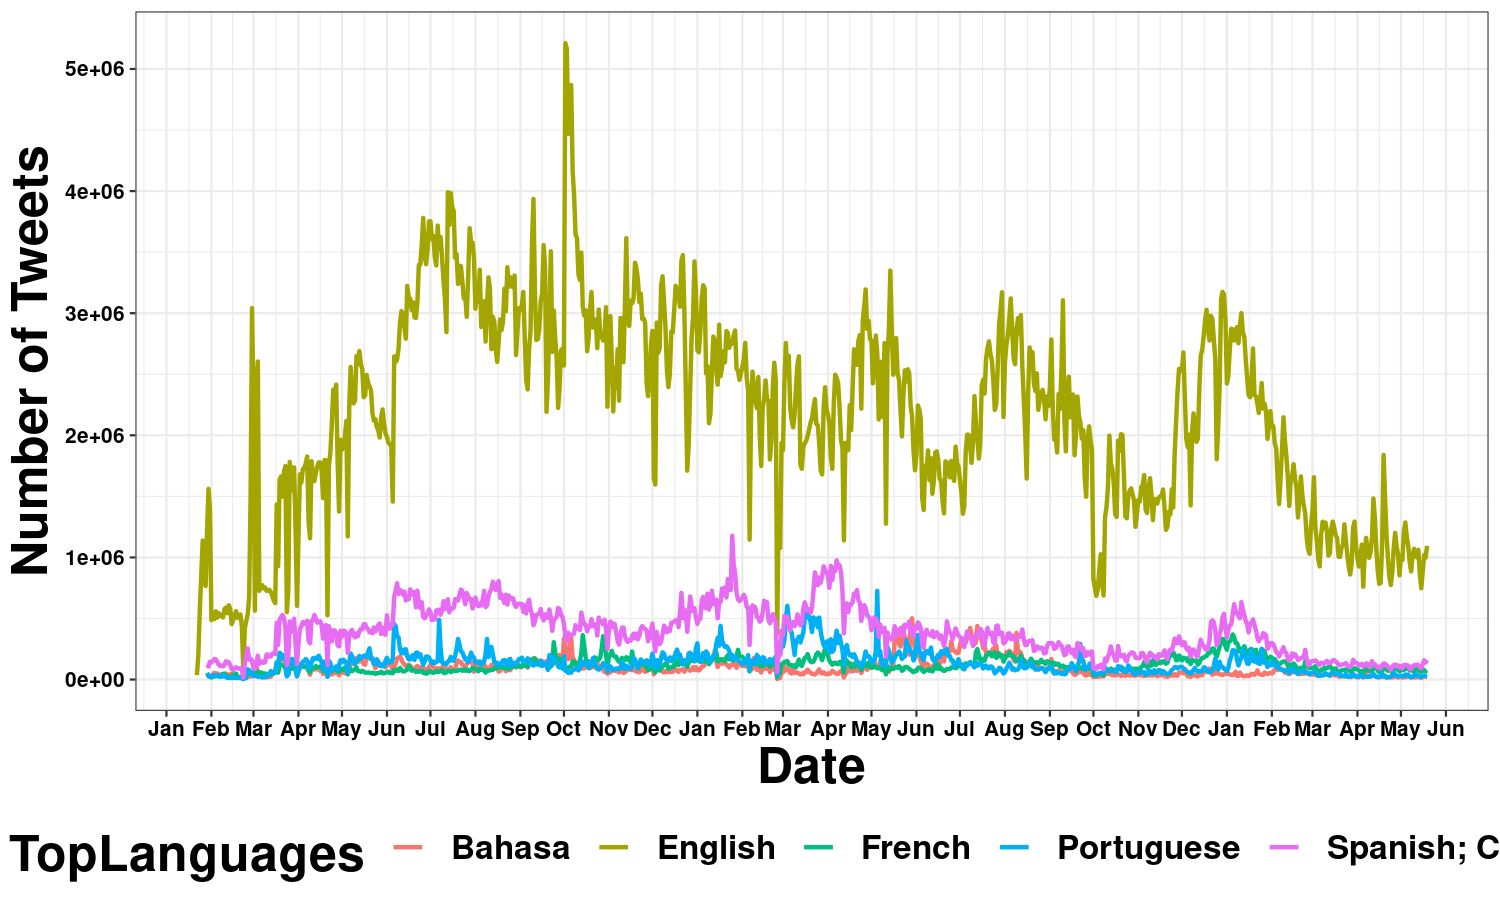 Number of Tweets
5e+06
4e+06
3e+06
2e+06
1e+06
0e+00
Jan Feb Mar Apr May Jun Jul Aug Sep Oct Nov Dec Jan Feb Mar Apr May Jun Jul Aug Sep Oct Nov Dec Jan Feb Mar Apr May Jun
Date
TopLanguages Bahasa English French Portuguese Spanish; C